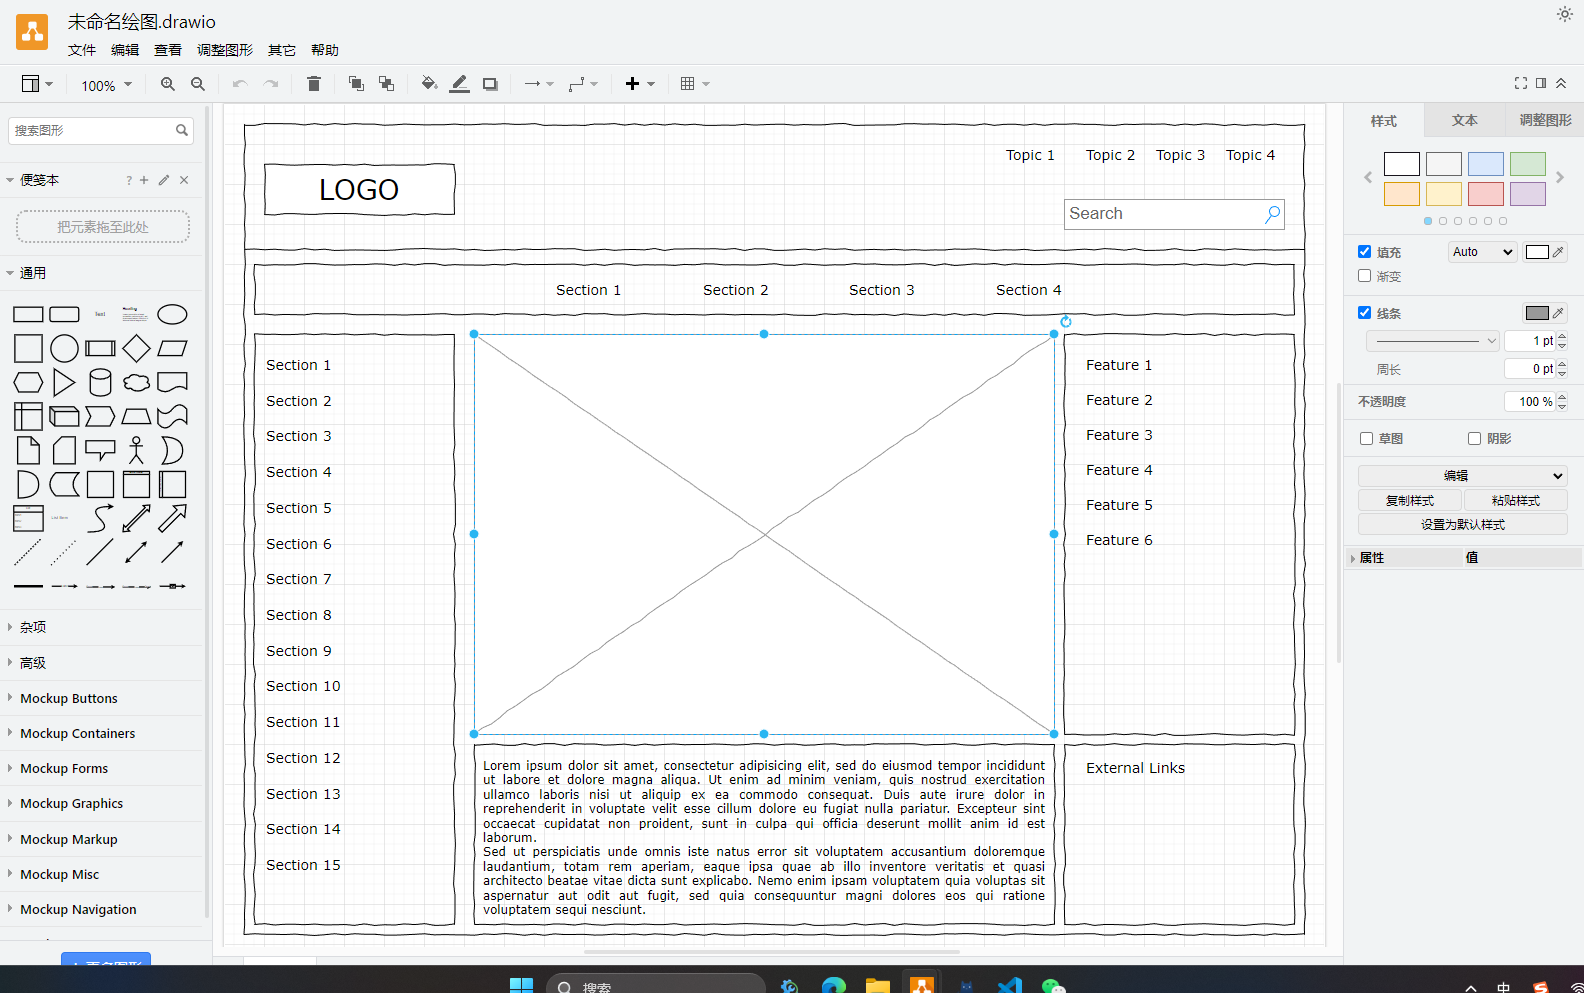 未命名绘图.drawio
文件 编辑 查看 调整图形 其它 帮助
100%
搜索图形
便笺本
?
把元素拖至此处
通用
Text
Heading
杂项
高级
Mockup Buttons
Mockup Containers
Mockup Forms
Mockup Graphics
Mockup Markup
Mockup Misc
Mockup Navigation
LOGO
Topic 1 Topic 2 Topic 3 Topic 4
Search
Section 1 Section 2 Section 3 Section 4
Section 1
Section 2
Section 3
Section 4
Section 5
Section 6
Section 7
Section 8
Section 9
Section 10
Section 11
Section 12
Section 13
Section 14
Section 15
Lorem ipsum dolor sit amet, consectetur adipisicing elit, sed do eiusmod tempor incididunt
ut labore et dolore magna aliqua. Ut enim ad minim veniam, quis nostrud exercitation
ullamco laboris nisi ut aliquip ex ea commodo consequat. Duis aute irure dolor in
reprehenderit in voluptate velit esse cillum dolore eu fugiat nulla pariatur. Excepteur sint
occaecat cupidatat non proident, sunt in culpa qui officia deserunt mollit anim id est
laborum.
Sed ut perspiciatis unde omnis iste natus error sit voluptatem accusantium doloremque
laudantium, totam rem aperiam, eaque ipsa quae ab illo inventore veritatis et quasi
architecto beatae vitae dicta sunt explicabo. Nemo enim ipsam voluptatem quia voluptas sit
aspernatur aut odit aut fugit, sed quia consequuntur magni dolores eos qui ratione
voluptatem sequi nesciunt.
Feature 1
Feature 2
Feature 3
Feature 4
Feature 5
Feature 6
External Links
样式 文本 调整图形
填充 Auto
渐变
线条
1 pt
周长 0 pt
不透明度 100 %
草图 阴影
编辑
复制样式 粘贴样式
设置为默认样式
属性 值
搜索
中